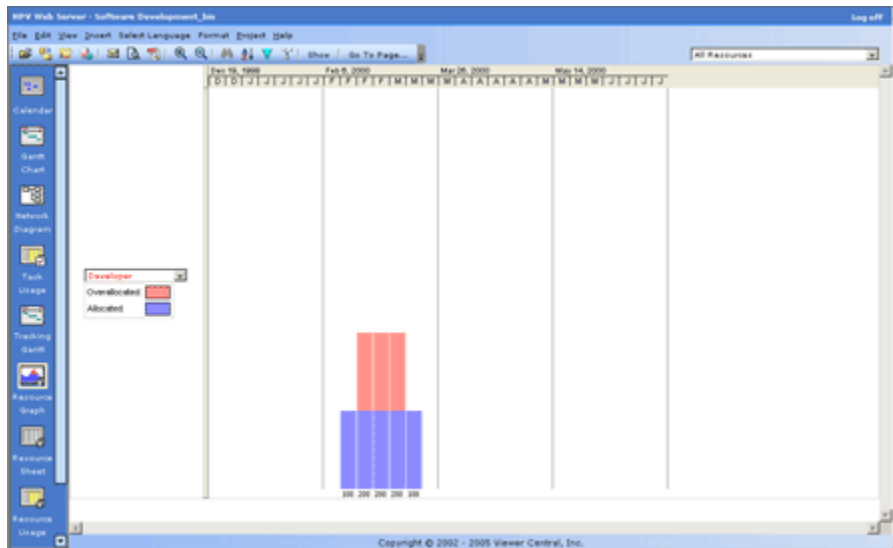 HPV Web Server - Software Development_bis Log off
File Edit View Insert Select Language Format Project Help
Show Go To Page... All Resources
Dec 19, 1999 Feb 6, 2000 Mar 26, 2000 May 14, 2000
D D J J J J J F F F F M M M M A A A A A M M M M J J J J
Calendar
Gantt
Chart
Network
Diagram
Task
Usage
Developer
Overallocated:
Allocated:
Tracking
Gantt
Resource
Graph
Resource
Sheet
Resource
Usage
100 200 200 200 100
Copyright © 2002 - 2005 Viewer Central, Inc.